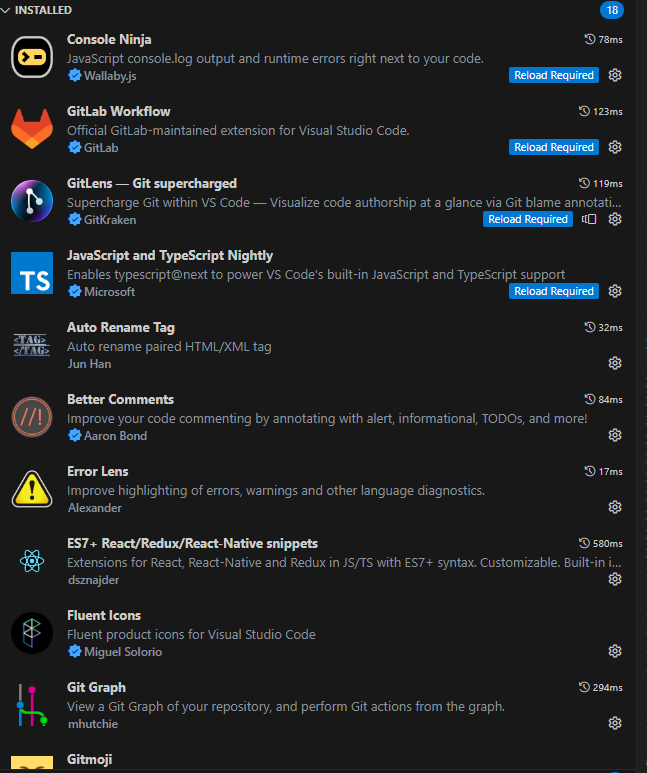 INSTALLED 18
Console Ninja 78ms
JavaScript console.log output and runtime errors right next to your code.
Wallaby.js Reload Required
GitLab Workflow 123ms
Official GitLab-maintained extension for Visual Studio Code.
GitLab Reload Required
GitLens — Git supercharged 119ms
Supercharge Git within VS Code — Visualize code authorship at a glance via Git blame annotati...
GitKraken Reload Required
TS
JavaScript and TypeScript Nightly
Enables typescript@next to power VS Code's built-in JavaScript and TypeScript support
Microsoft Reload Required
<TAG>
</TAG>
Auto Rename Tag 32ms
Auto rename paired HTML/XML tag
Jun Han
//!
Better Comments 84ms
Improve your code commenting by annotating with alert, informational, TODOs, and more!
Aaron Bond
Error Lens 17ms
Improve highlighting of errors, warnings and other language diagnostics.
Alexander
ES7+ React/Redux/React-Native snippets 580ms
Extensions for React, React-Native and Redux in JS/TS with ES7+ syntax. Customizable. Built-in i...
dsznajder
Fluent Icons
Fluent product icons for Visual Studio Code
Miguel Solorio
Git Graph 294ms
View a Git Graph of your repository, and perform Git actions from the graph.
mhutchie
Gitmoji